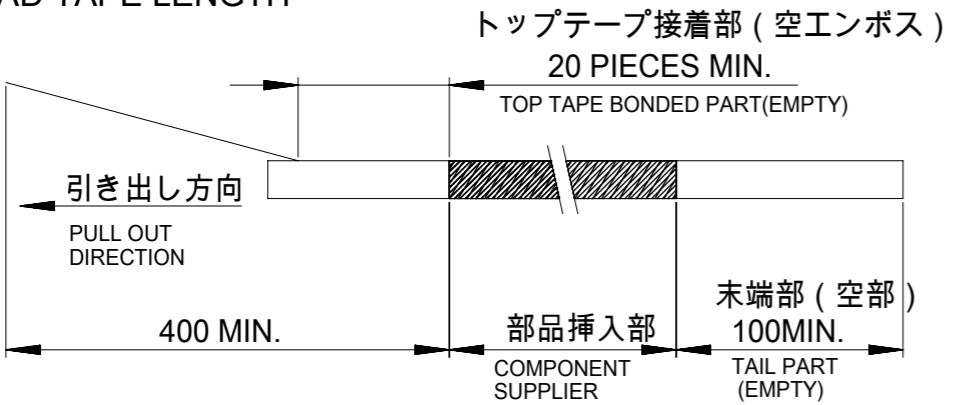 AD TAPE LENGTH
トップテープ接着部 ( 空エンボス )
20 PIECES MIN.
TOP TAPE BONDED PART(EMPTY)
引き出し方向
PULL OUT
DIRECTION
400 MIN.
部品挿入部
COMPONENT
SUPPLIER
末端部 ( 空部 )
100MIN.
TAIL PART
(EMPTY)